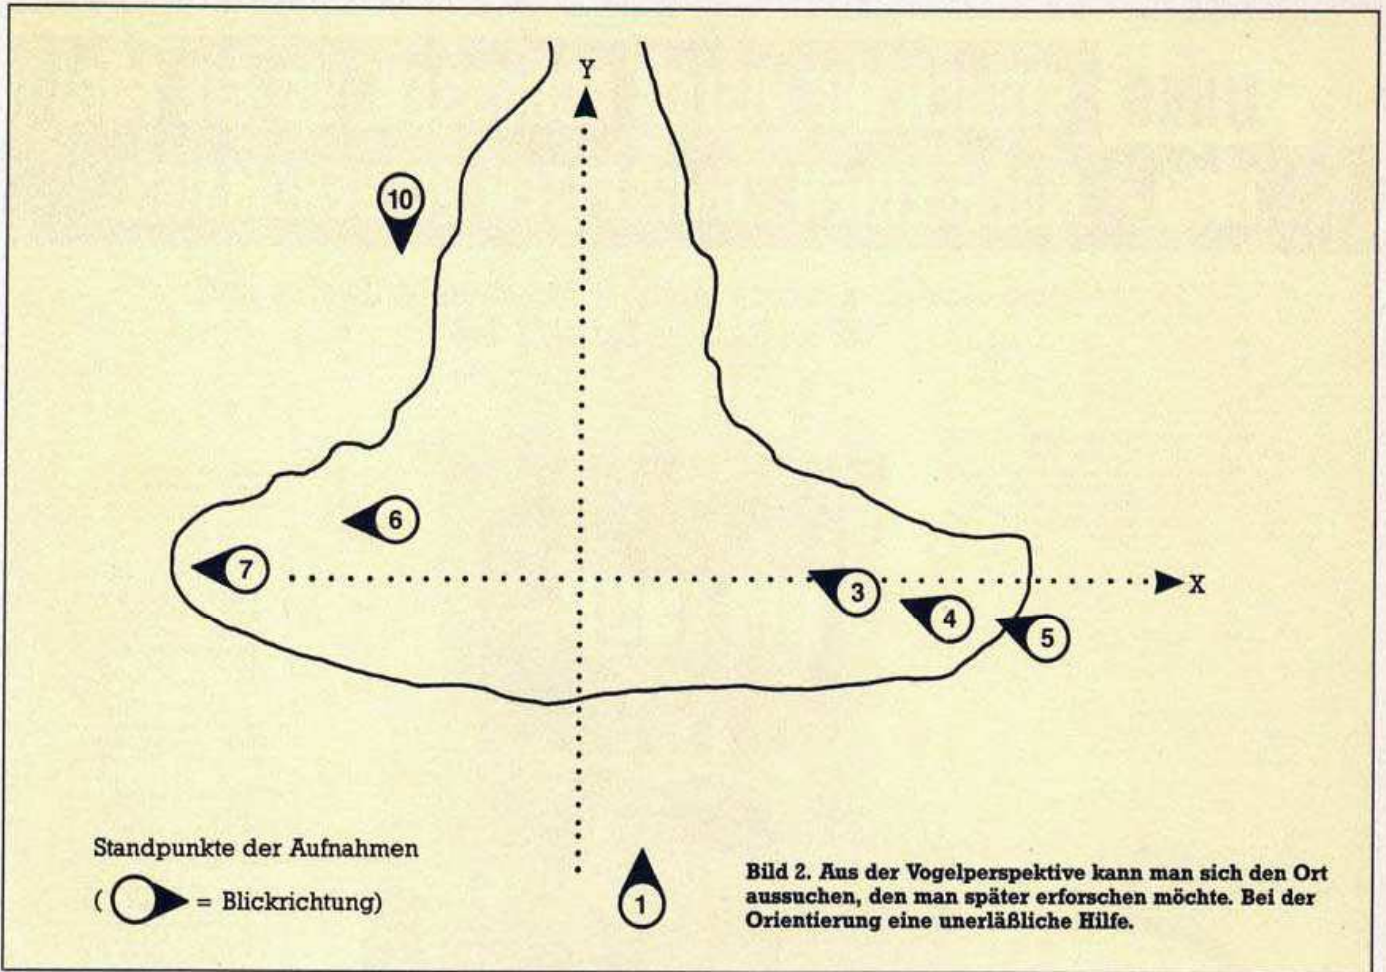 Y
10
6
7
3
X
4
5
Standpunkte der Aufnahmen
( = Blickrichtung)
1
Bild 2. Aus der Vogelperspektive kann man sich den Ort
aussuchen, den man später erforschen möchte. Bei der
Orientierung eine unerläßliche Hilfe.